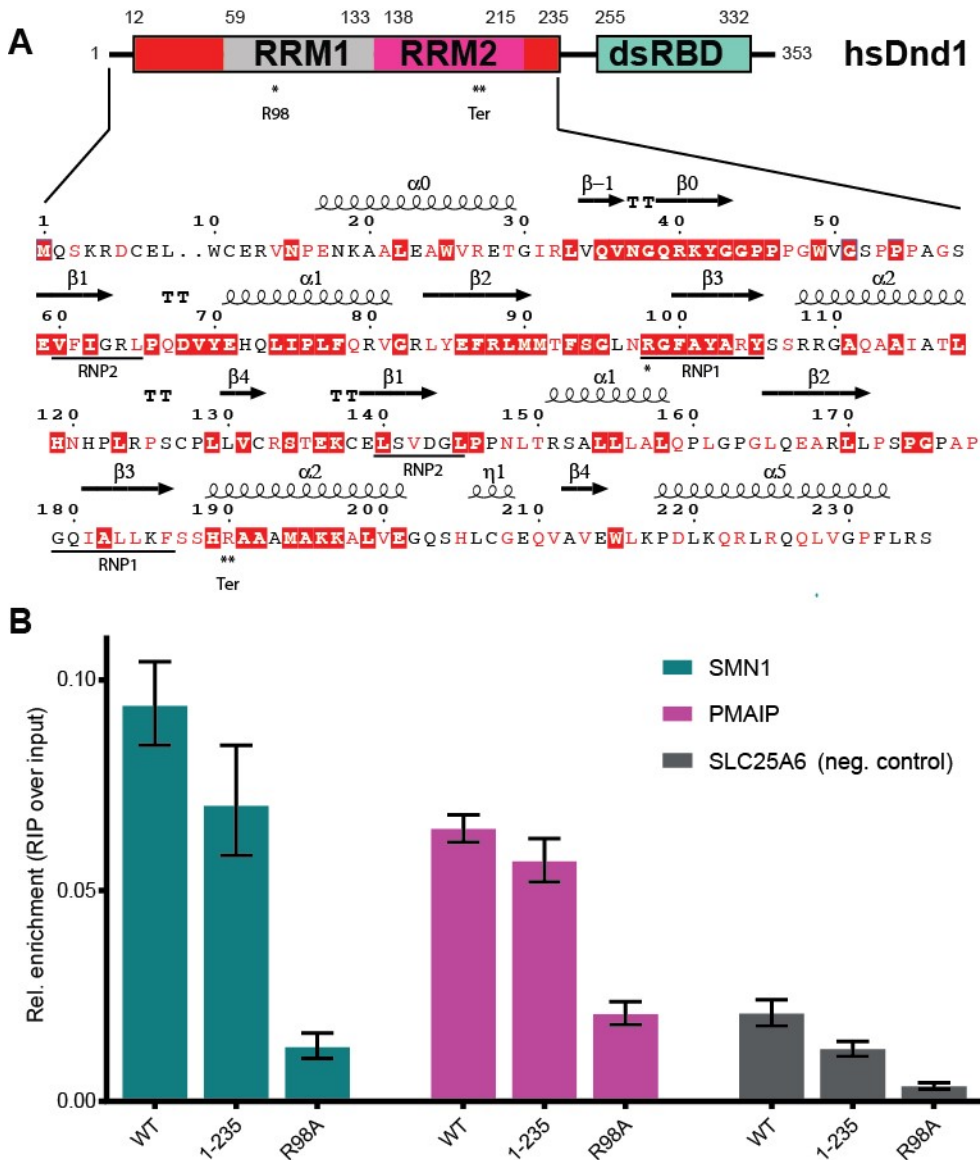 A
12 59 133 138 215 235 255 332
1 RRM1 RRM2 dsRBD 353 hsDnd1
* **
R98 Ter
α0 β−1 TT β0
1 10 20 30 40 50
MQSKRDCEL..WCERVNPENKAALEAWVRETGIRLVQVNGQRKYGGPPPGWVGSPPPAGS
β1 TT α1 β2 β3 α2
60 70 80 90 100 110
EVFIGRLPQDVYEHQLIPLFQRVGRLYEFRLMMTFSGLNRGFAYARYSSRRGAQAAIATL
RNP2 * RNP1
TT β4 TT β1 α1 β2
120 130 140 150 160 170
HNHPLRPSCPLLVCRSTEKCELSVDGLPPNLTRSALLLALQPLGPGLQEARLLPSPGPAP
RNP2
β3 α2 η1 β4 α5
180 190 200 210 220 230
GQIALLKFSSHRAAAMAKKALVEGQSHLCGEQVAVEWLKPDLKQRLRQQLVGPFLRS
RNP1 **
Ter
B
Rel. enrichment (RIP over input)
0.10
0.05
0.00
SMN1
PMAIP
SLC25A6 (neg. control)
WT 1-235 R98A WT 1-235 R98A WT 1-235 R98A